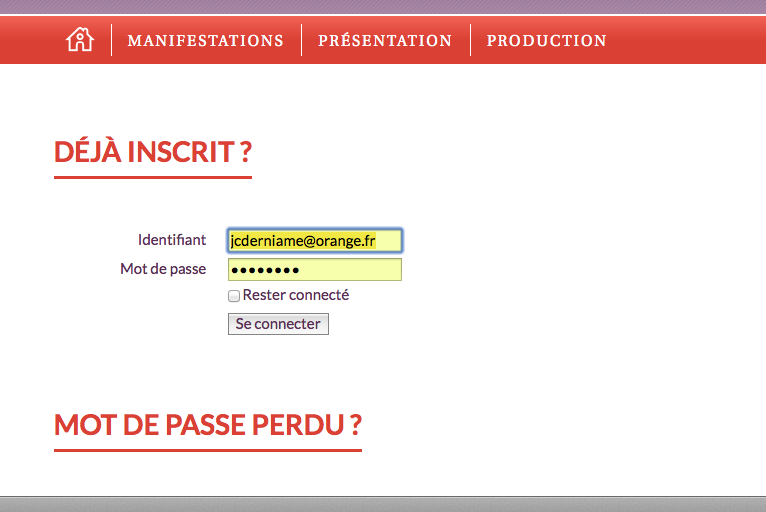 MANIFESTATIONS PRÉSENTATION PRODUCTION
DÉJÀ INSCRIT ?
Identifiant jcderniame@orange.fr
Mot de passe ●●●●●●●●
Rester connecté
Se connecter
MOT DE PASSE PERDU ?